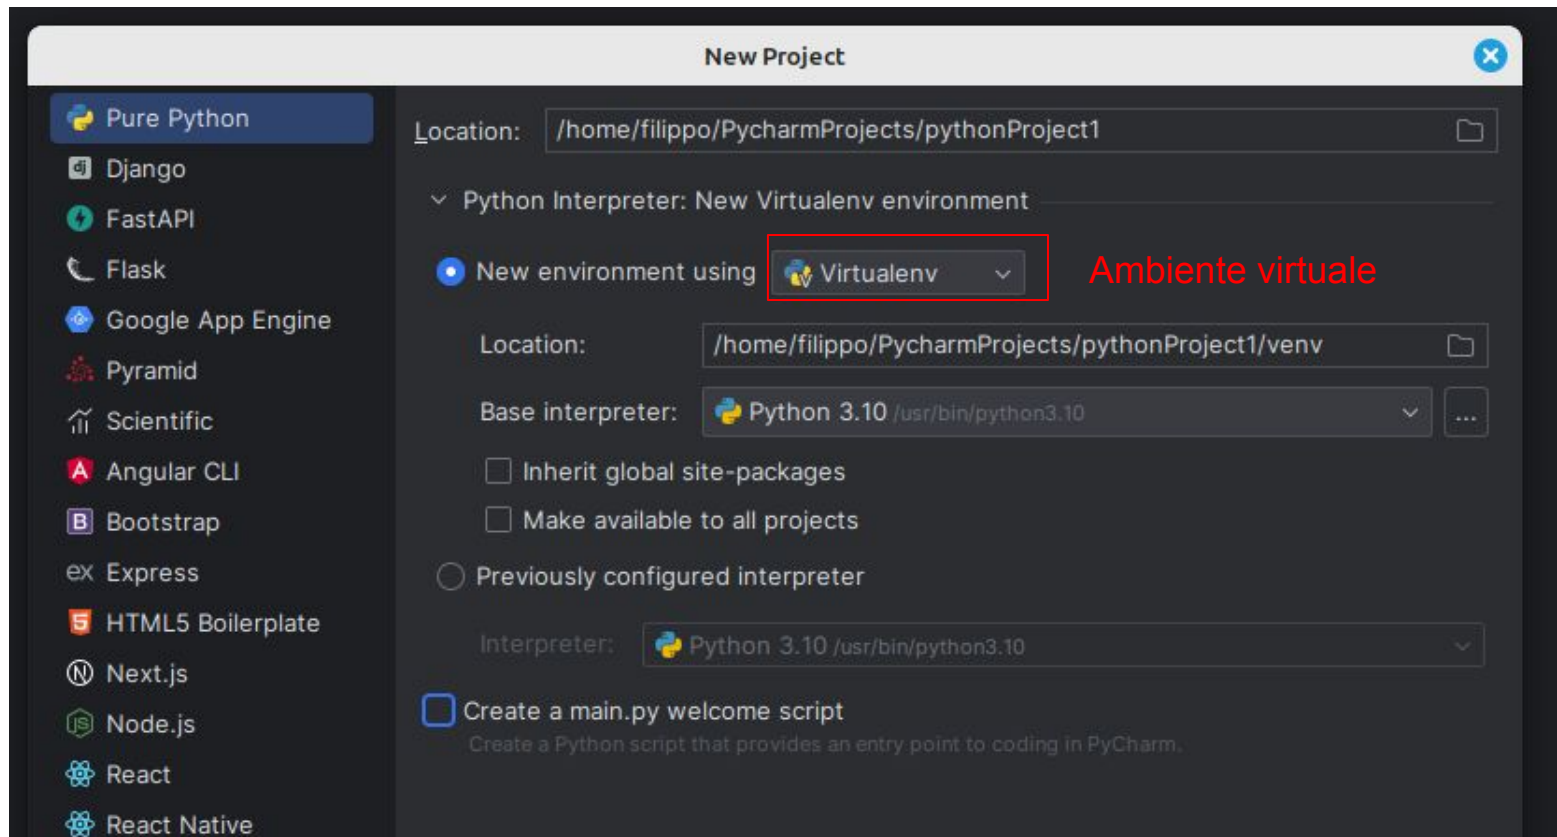 New Project
Pure Python
Django
FastAPI
Flask
Google App Engine
Pyramid
Scientific
Angular CLI
Bootstrap
ex Express
HTML5 Boilerplate
Next.js
Node.js
React
React Native
Location: /home/filippo/PycharmProjects/pythonProject1
Python Interpreter: New Virtualenv environment
New environment using Virtualenv Ambiente virtuale
Location: /home/filippo/PycharmProjects/pythonProject1/venv
Base interpreter: Python 3.10 /usr/bin/python3.10 ...
Inherit global site-packages
Make available to all projects
Previously configured interpreter
Interpreter: Python 3.10 /usr/bin/python3.10
Create a main.py welcome script
Create a Python script that provides an entry point to coding in PyCharm.